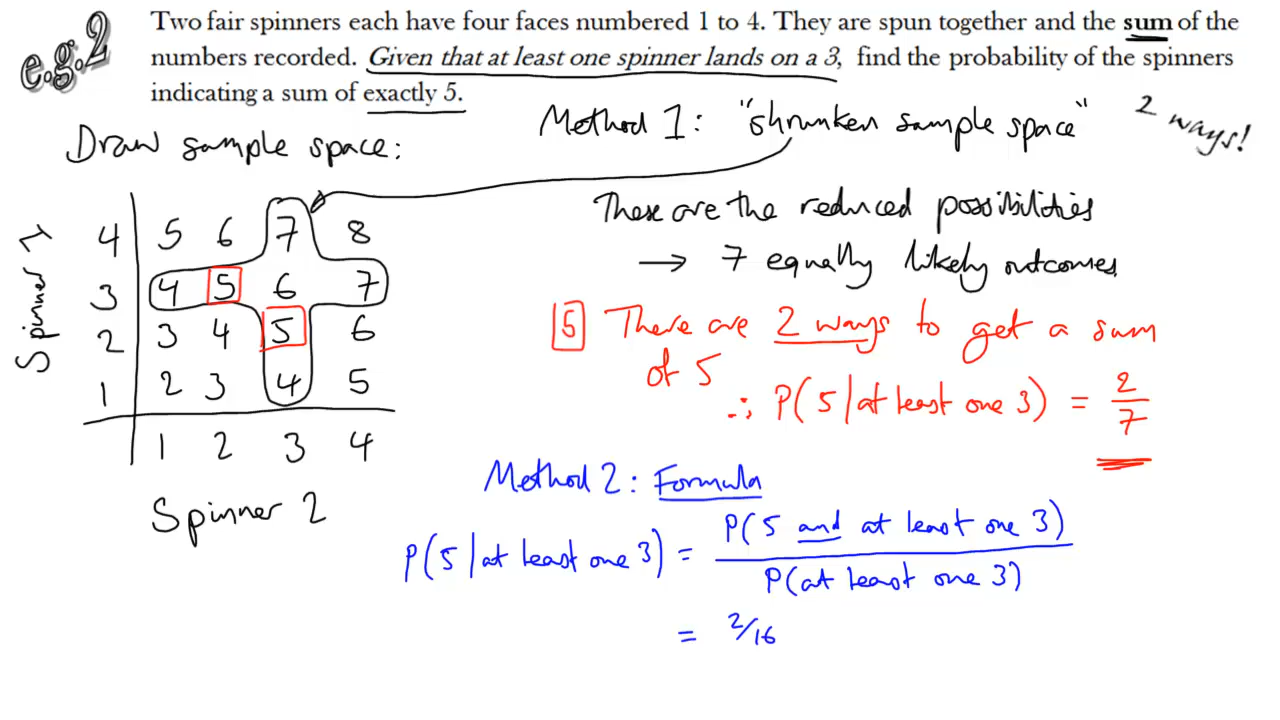 e.g.2
Two fair spinners each have four faces numbered 1 to 4. They are spun together and the sum of the
numbers recorded. Given that at least one spinner lands on a 3, find the probability of the spinners
indicating a sum of exactly 5.
Draw sample space:
Method 1: "shrunken sample space"
2 ways!
Spinner 1
4 5 6 7 8
3 4 5 6 7
2 3 4 5 6
1 2 3 4 5
1 2 3 4
Spinner 2
These are the reduced possibilities
→ 7 equally likely outcomes
5 There are 2 ways to get a sum
of 5
∴ P(5 | at least one 3) = 2/7
Method 2: Formula
P(5 | at least one 3) = P(5 and at least one 3)
P(at least one 3)
= 2/16